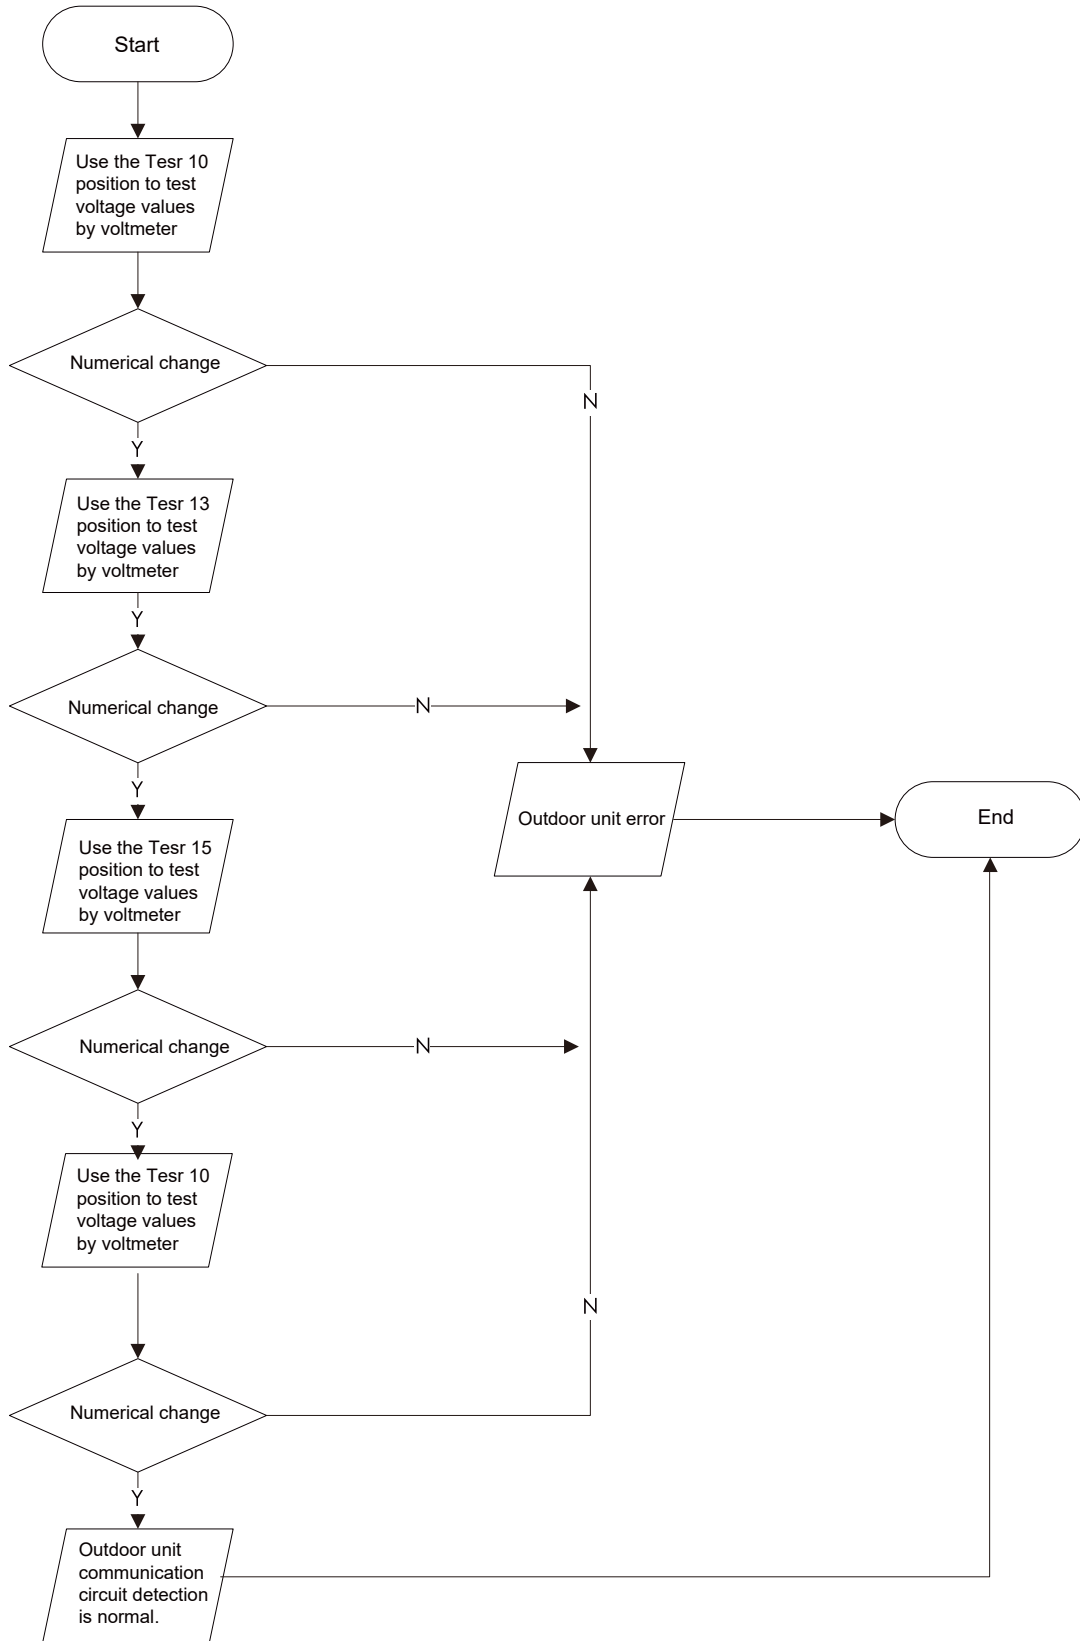 Start
Use the Tesr 10
position to test
voltage values
by voltmeter
Numerical change
N
Y
Use the Tesr 13
position to test
voltage values
by voltmeter
Y
Numerical change
N
Y
Outdoor unit error
End
Use the Tesr 15
position to test
voltage values
by voltmeter
Numerical change
N
Y
Use the Tesr 10
position to test
voltage values
by voltmeter
N
Numerical change
Y
Outdoor unit
communication
circuit detection
is normal.